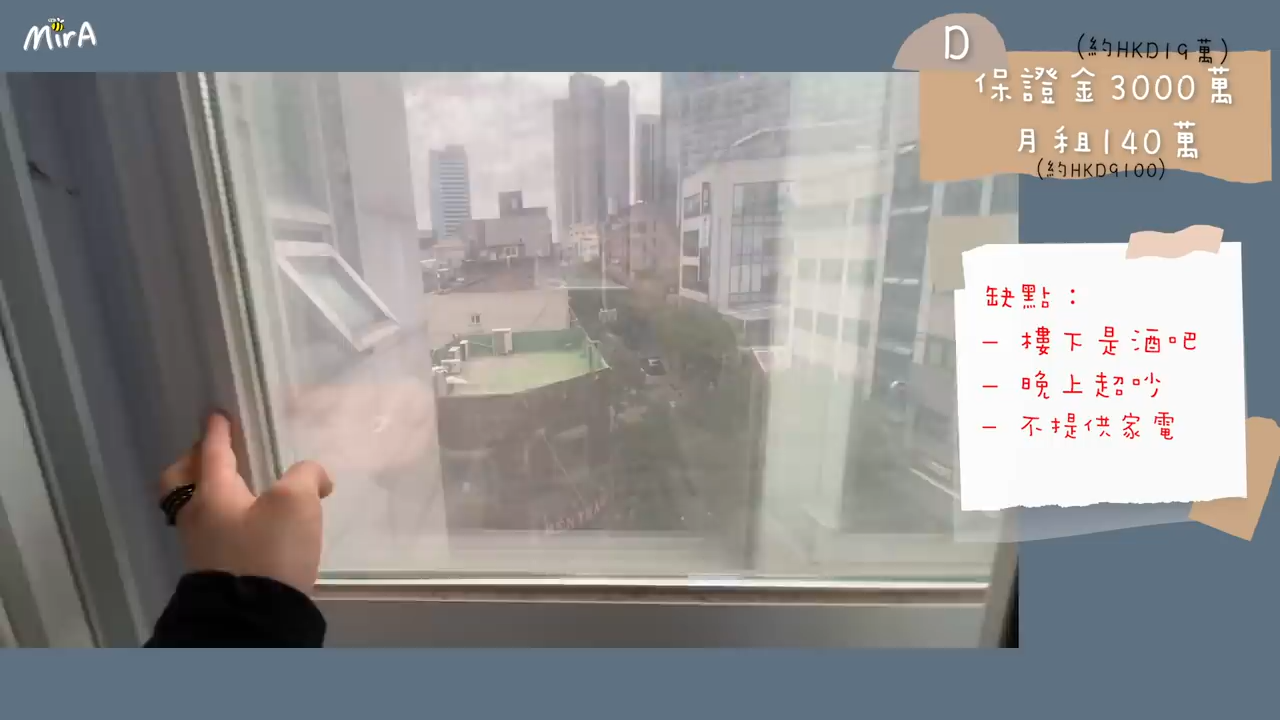 MirA
D
(約HKD19萬)
保證金3000萬
月租140萬
(約HKD9100)
缺點：
- 樓下是酒吧
- 晚上超吵
- 不提供家電